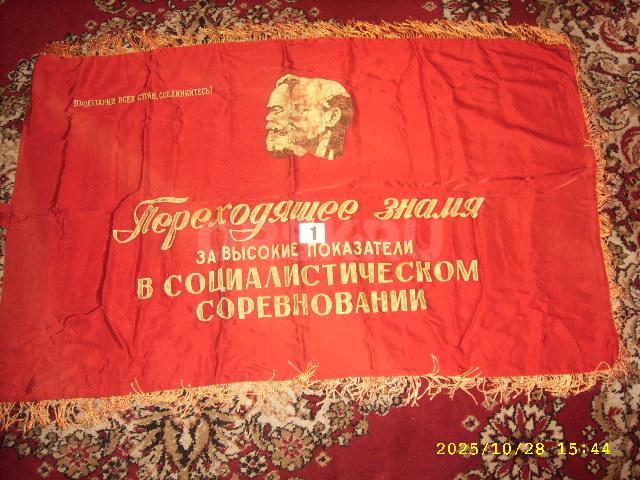 ПРОЛЕТАРИИ ВСЕХ СТРАН, СОЕДИНЯЙТЕСЬ!
Переходящее знамя
1
ЗА ВЫСОКИЕ ПОКАЗАТЕЛИ
В СОЦИАЛИСТИЧЕСКОМ
СОРЕВНОВАНИИ
2025/10/28 15:44